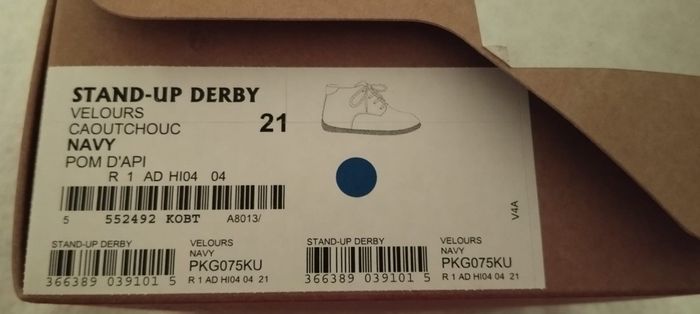 STAND-UP DERBY
VELOURS
CAOUTCHOUC 21
NAVY
POM D'API
R 1 AD HI04 04
5 552492 KOBT A8013/
V4A
STAND-UP DERBY VELOURS
NAVY
PKG075KU
366389 039101 5 R 1 AD HI04 04 21
STAND-UP DERBY VELOURS
NAVY
PKG075KU
366389 039101 5 R 1 AD HI04 04 21